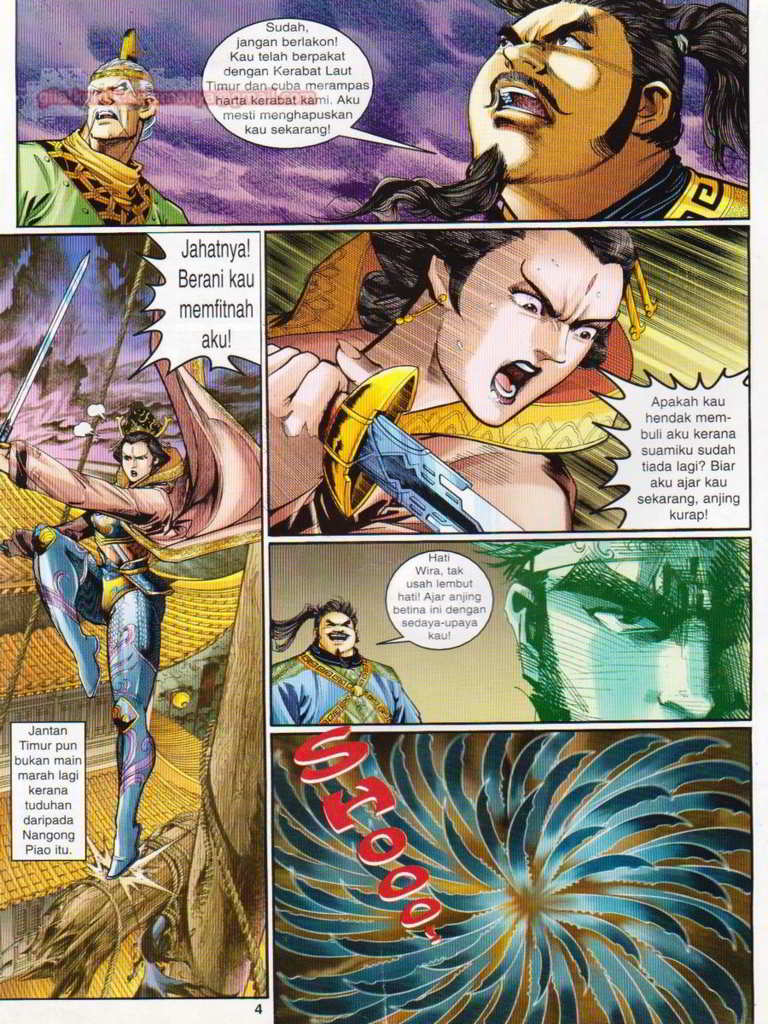 Sudah,
jangan berlakon!
Kau telah berpakat
dengan Kerabat Laut
Timur dan cuba merampas
harta kerabat kami. Aku
mesti menghapuskan
kau sekarang!
Jahatnya!
Berani kau
memfitnah
aku!
Apakah kau
hendak mem-
buli aku kerana
suamiku sudah
tiada lagi? Biar
aku ajar kau
sekarang, anjing
kurap!
Jantan
Timur pun
bukan main
marah lagi
kerana
tuduhan
daripada
Nangong
Piao itu.
Hati
Wira, tak
usah lembut
hati! Ajar anjing
betina ini dengan
sedaya-upaya
kau!
4